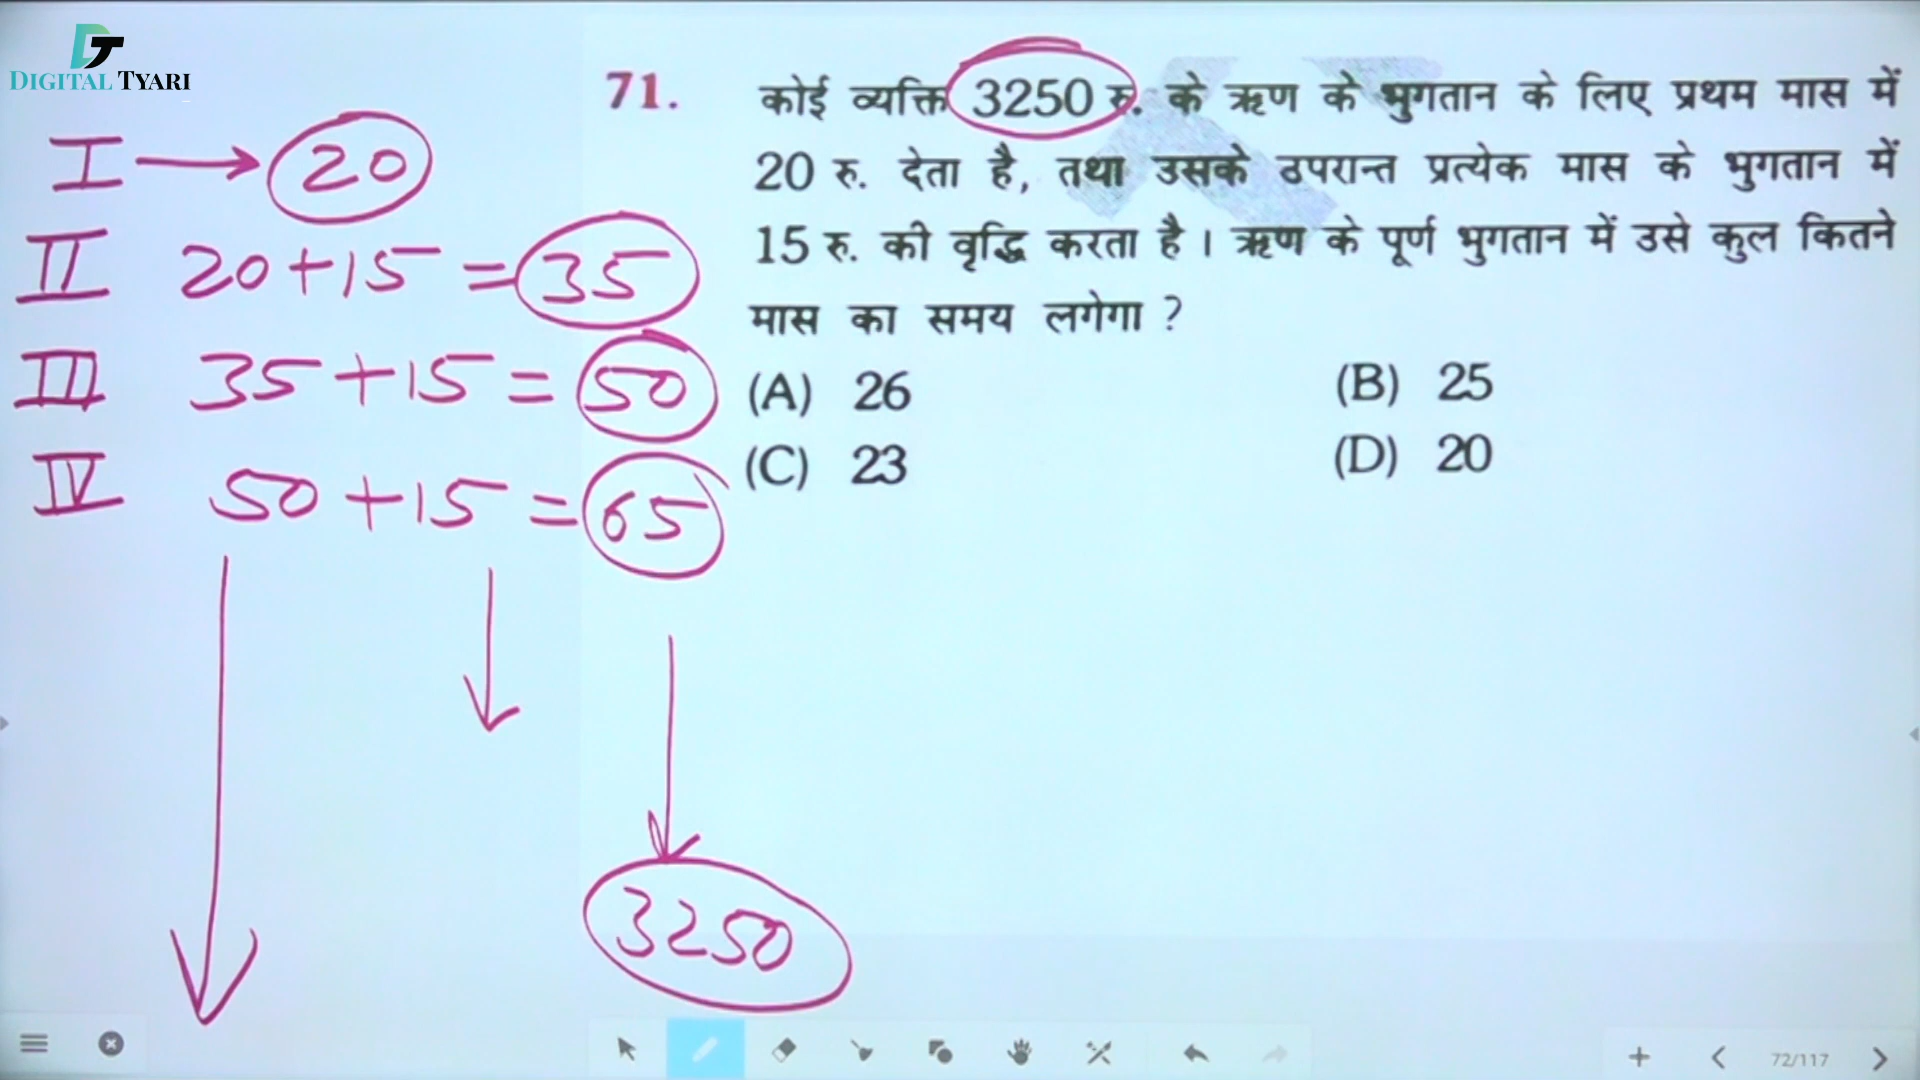 DIGITAL TYARI
71. कोई व्यक्ति 3250 रु. के ऋण के भुगतान के लिए प्रथम मास में
20 रु. देता है, तथा उसके उपरान्त प्रत्येक मास के भुगतान में
15 रु. की वृद्धि करता है । ऋण के पूर्ण भुगतान में उसे कुल कितने
मास का समय लगेगा ?
(A) 26 (B) 25
(C) 23 (D) 20
I → 20
II 20+15 = 35
III 35+15 = 50
IV 50+15 = 65
3250
72/117